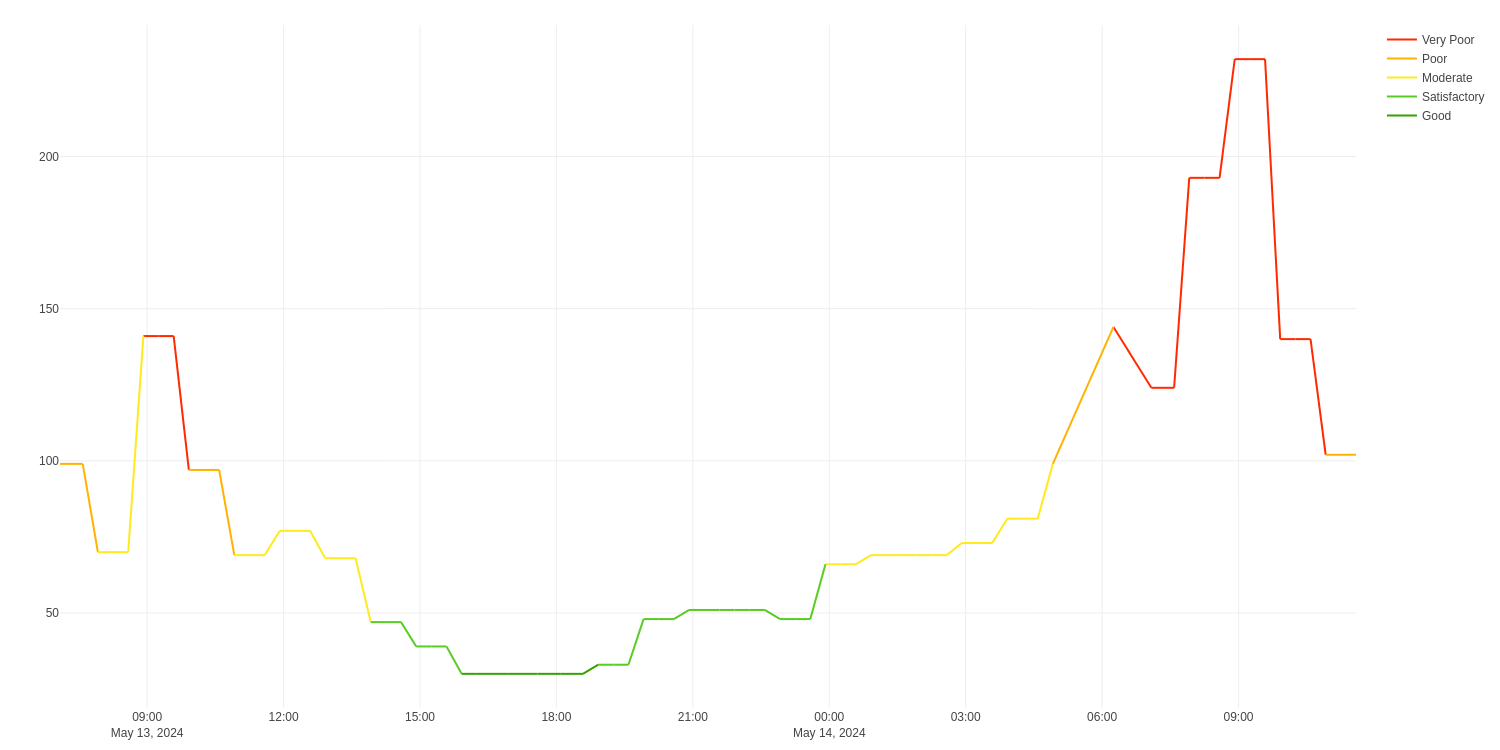 Very Poor
Poor
Moderate
Satisfactory
Good
200
150
100
50
09:00
12:00
15:00
18:00
21:00
00:00
03:00
06:00
09:00
May 13, 2024
May 14, 2024